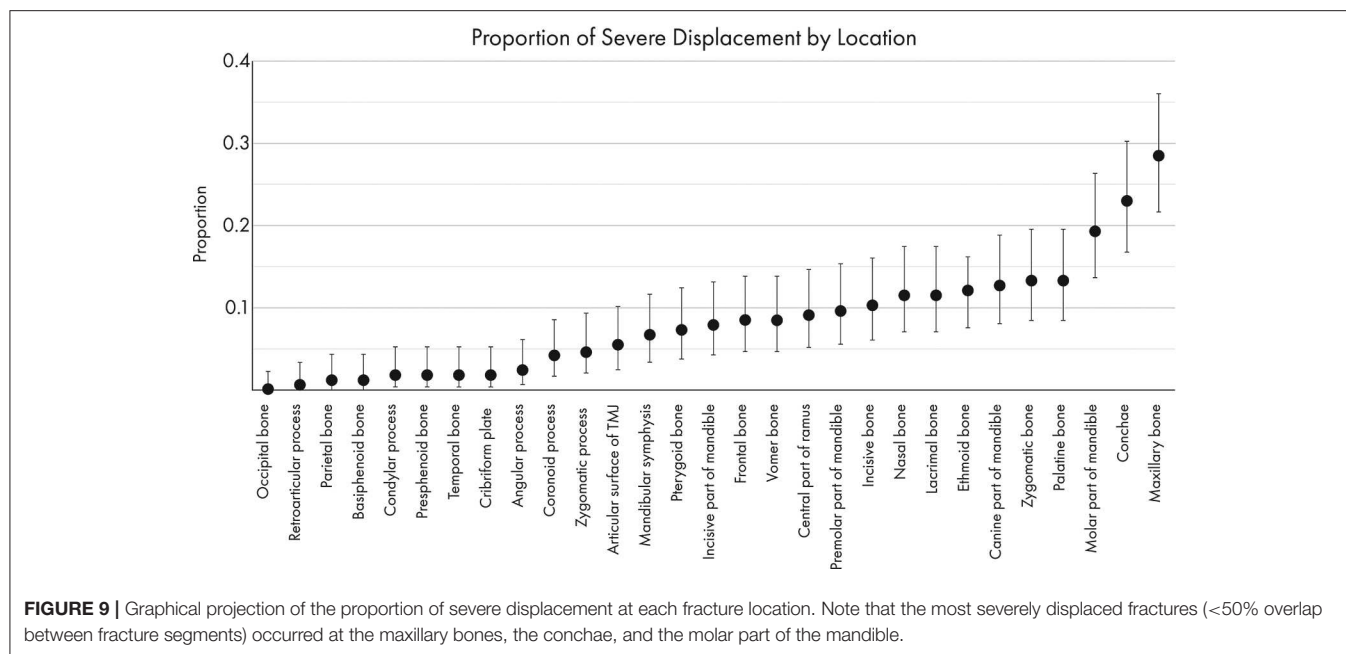 Proportion of Severe Displacement by Location
0.4
0.3
0.2
0.1
Proportion
Occipital bone
Retroarticular process
Parietal bone
Basiphenoid bone
Condylar process
Presphenoid bone
Temporal bone
Cribriform plate
Angular process
Coronoid process
Zygomatic process
Articular surface of TMJ
Mandibular symphysis
Pterygoid bone
Incisive part of mandible
Frontal bone
Vomer bone
Central part of ramus
Premolar part of mandible
Incisive bone
Nasal bone
Lacrimal bone
Ethmoid bone
Canine part of mandible
Zygomatic bone
Palatine bone
Molar part of mandible
Conchae
Maxillary bone
FIGURE 9 | Graphical projection of the proportion of severe displacement at each fracture location. Note that the most severely displaced fractures (<50% overlap
between fracture segments) occurred at the maxillary bones, the conchae, and the molar part of the mandible.